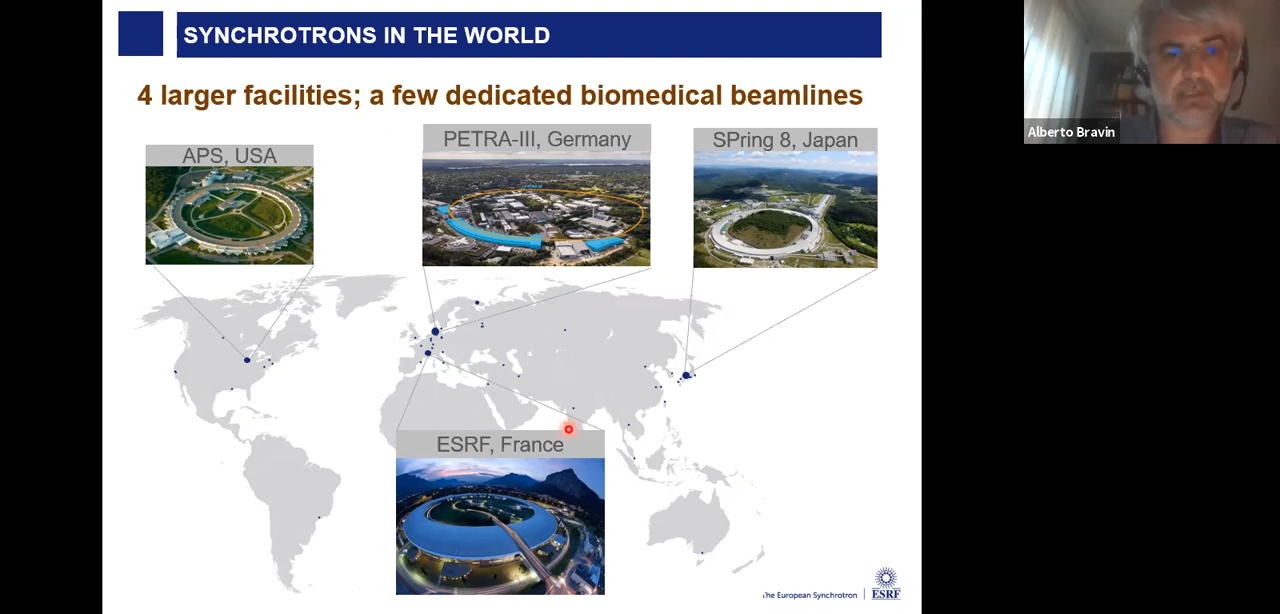 SYNCHROTRONS IN THE WORLD
4 larger facilities; a few dedicated biomedical beamlines
APS, USA
PETRA-III, Germany
SPring 8, Japan
ESRF, France
The European Synchrotron
ESRF
Alberto Bravin